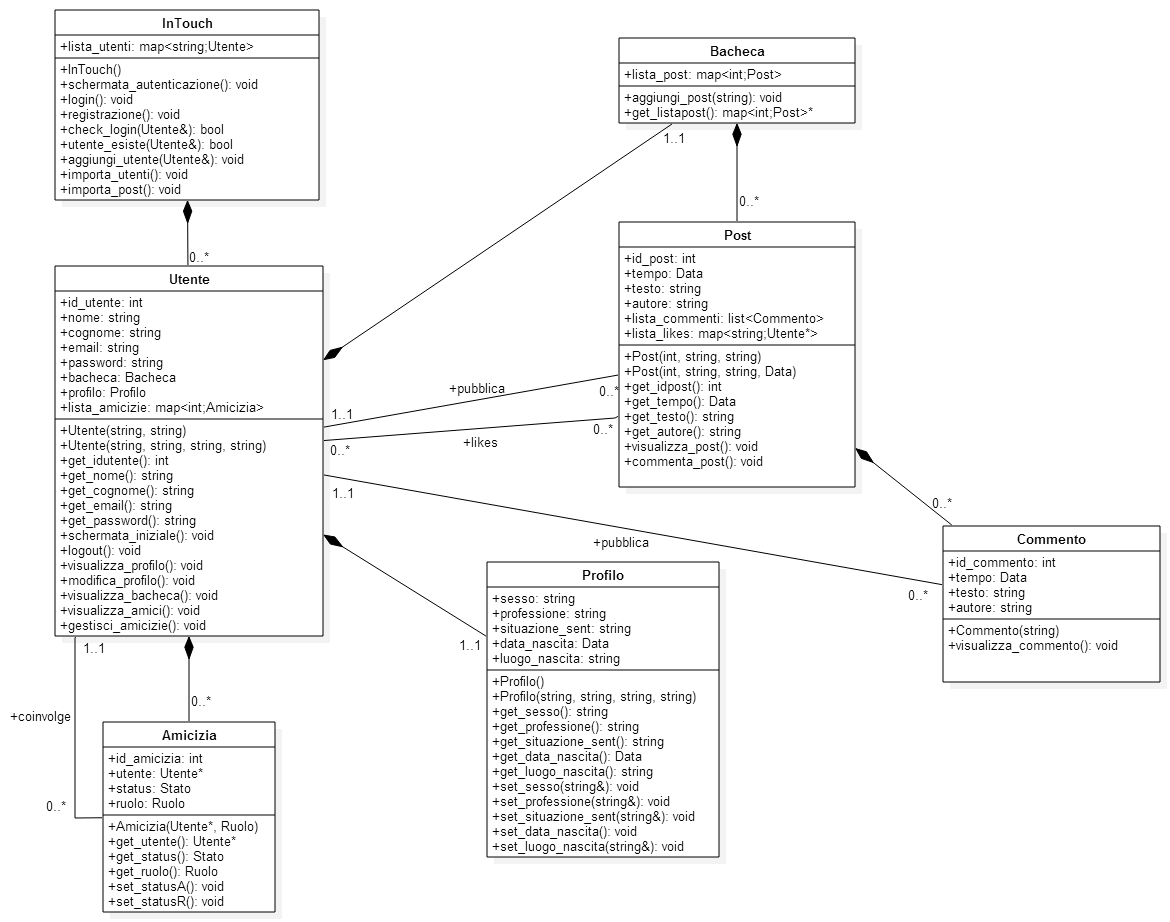 InTouch
+lista_utenti: map<string;Utente>
+InTouch()
+schermata_autenticazione(): void
+login(): void
+registrazione(): void
+check_login(Utente&): bool
+utente_esiste(Utente&): bool
+aggiungi_utente(Utente&): void
+importa_utenti(): void
+importa_post(): void
0..*
Bacheca
+lista_post: map<int;Post>
+aggiungi_post(string): void
+get_listapost(): map<int;Post>*
1..1
0..*
Utente
+id_utente: int
+nome: string
+cognome: string
+email: string
+password: string
+bacheca: Bacheca
+profilo: Profilo
+lista_amicizie: map<int;Amicizia>
+Utente(string, string)
+Utente(string, string, string, string)
+get_idutente(): int
+get_nome(): string
+get_cognome(): string
+get_email(): string
+get_password(): string
+schermata_iniziale(): void
+logout(): void
+visualizza_profilo(): void
+modifica_profilo(): void
+visualizza_bacheca(): void
+visualizza_amici(): void
+gestisci_amicizie(): void
Post
+id_post: int
+tempo: Data
+testo: string
+autore: string
+lista_commenti: list<Commento>
+lista_likes: map<string;Utente*>
+Post(int, string, string)
+Post(int, string, string, Data)
+get_idpost(): int
+get_tempo(): Data
+get_testo(): string
+get_autore(): string
+visualizza_post(): void
+commenta_post(): void
+pubblica
1..1
0..*
+likes
0..*
0..*
1..1
+pubblica
0..*
0..*
Commento
+id_commento: int
+tempo: Data
+testo: string
+autore: string
+Commento(string)
+visualizza_commento(): void
1..1
Profilo
+sesso: string
+professione: string
+situazione_sent: string
+data_nascita: Data
+luogo_nascita: string
+Profilo()
+Profilo(string, string, string, string)
+get_sesso(): string
+get_professione(): string
+get_situazione_sent(): string
+get_data_nascita(): Data
+get_luogo_nascita(): string
+set_sesso(string&): void
+set_professione(string&): void
+set_situazione_sent(string&): void
+set_data_nascita(): void
+set_luogo_nascita(string&): void
1..1
0..*
+coinvolge
0..*
Amicizia
+id_amicizia: int
+utente: Utente*
+status: Stato
+ruolo: Ruolo
+Amicizia(Utente*, Ruolo)
+get_utente(): Utente*
+get_status(): Stato
+get_ruolo(): Ruolo
+set_statusA(): void
+set_statusR(): void